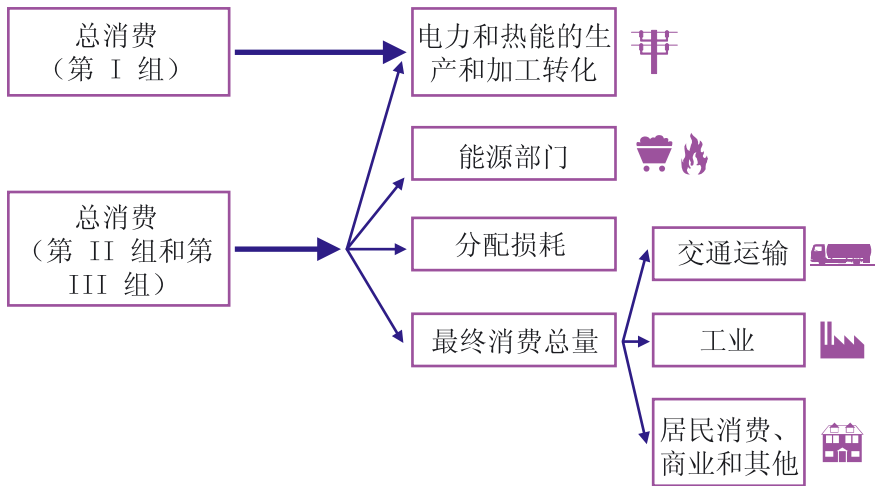 总消费
（第 I 组）
电力和热能的生
产和加工转化
能源部门
总消费
（第 II 组和第
III 组）
分配损耗
最终消费总量
交通运输
工业
居民消费、
商业和其他